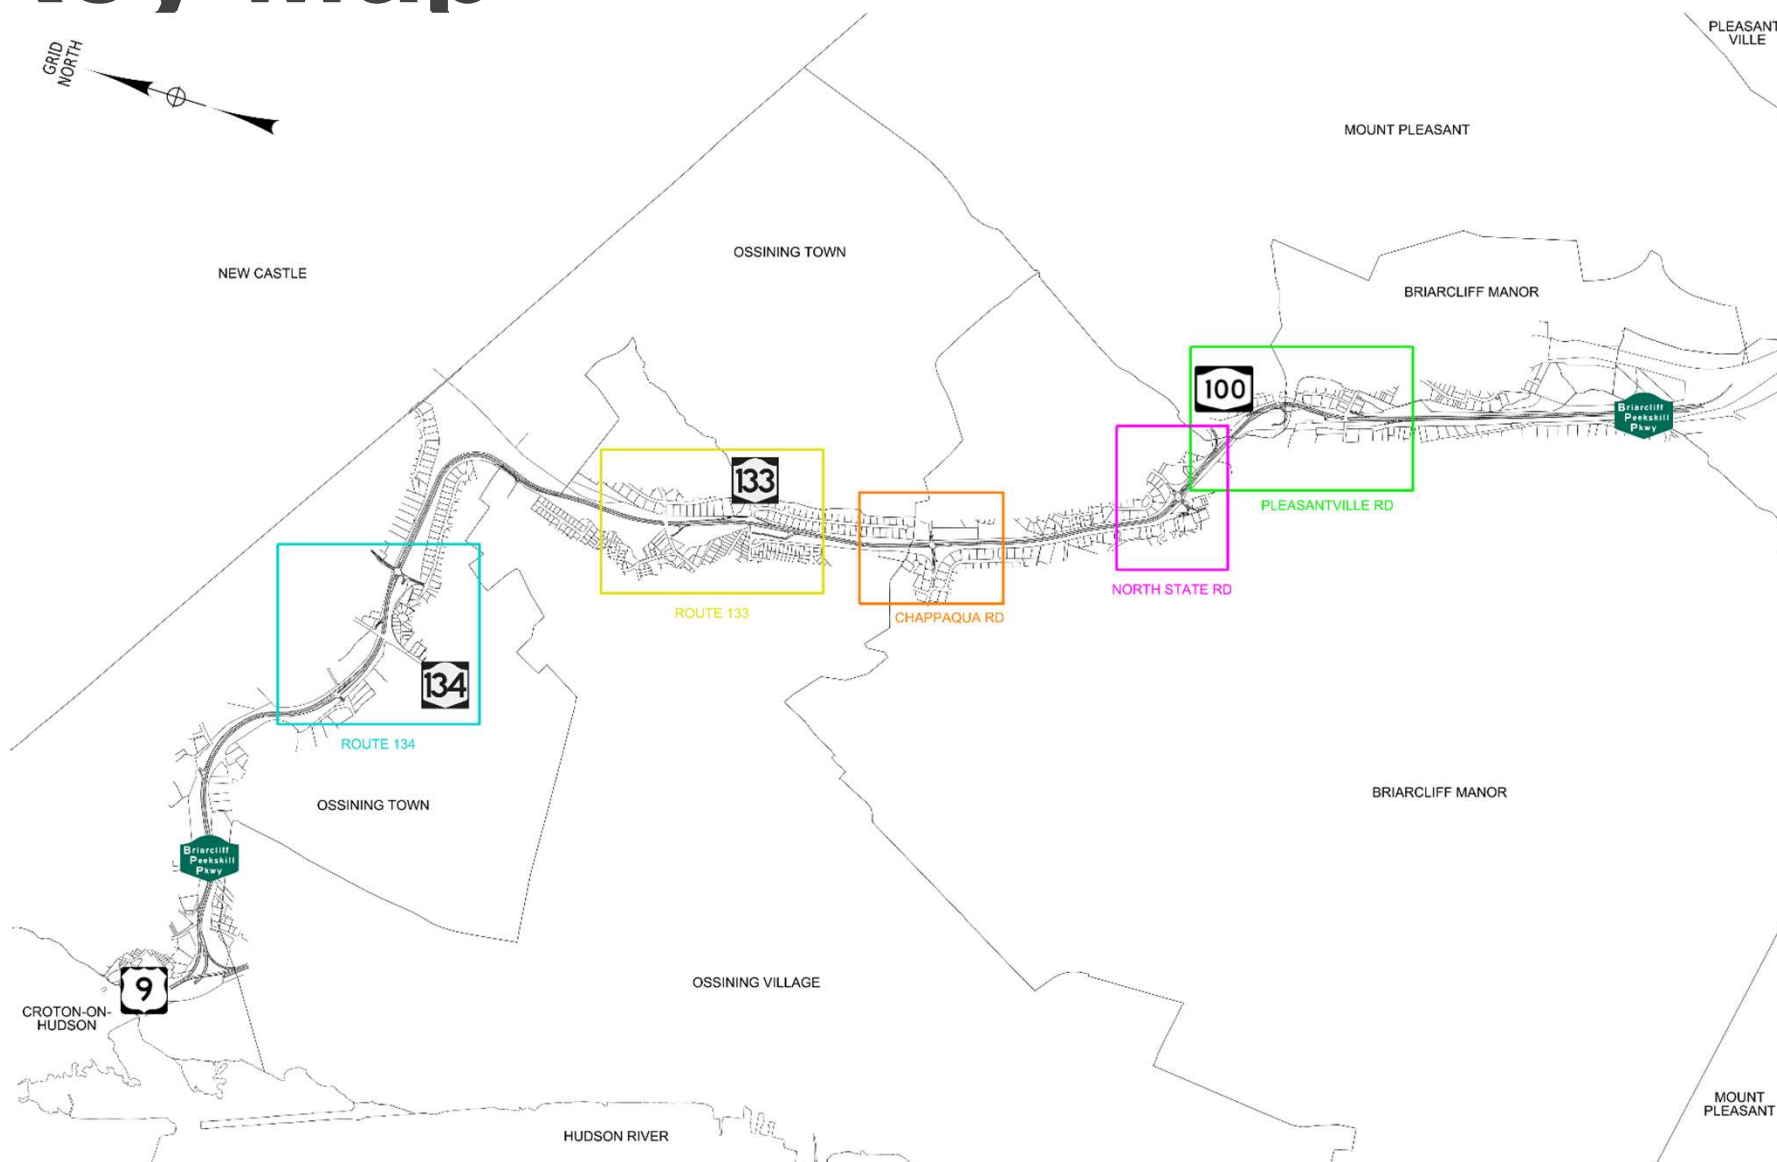 Key Map
GRID
NORTH
PLEASANT
VILLE
MOUNT PLEASANT
OSSINING TOWN
NEW CASTLE
BRIARCLIFF MANOR
100
Briarcliff
Peekskill
Pkwy
133
PLEASANTVILLE RD
NORTH STATE RD
ROUTE 133
CHAPPAQUA RD
134
ROUTE 134
OSSINING TOWN
BRIARCLIFF MANOR
Briarcliff
Peekskill
Pkwy
OSSINING VILLAGE
9
CROTON-ON-
HUDSON
MOUNT
PLEASANT
HUDSON RIVER